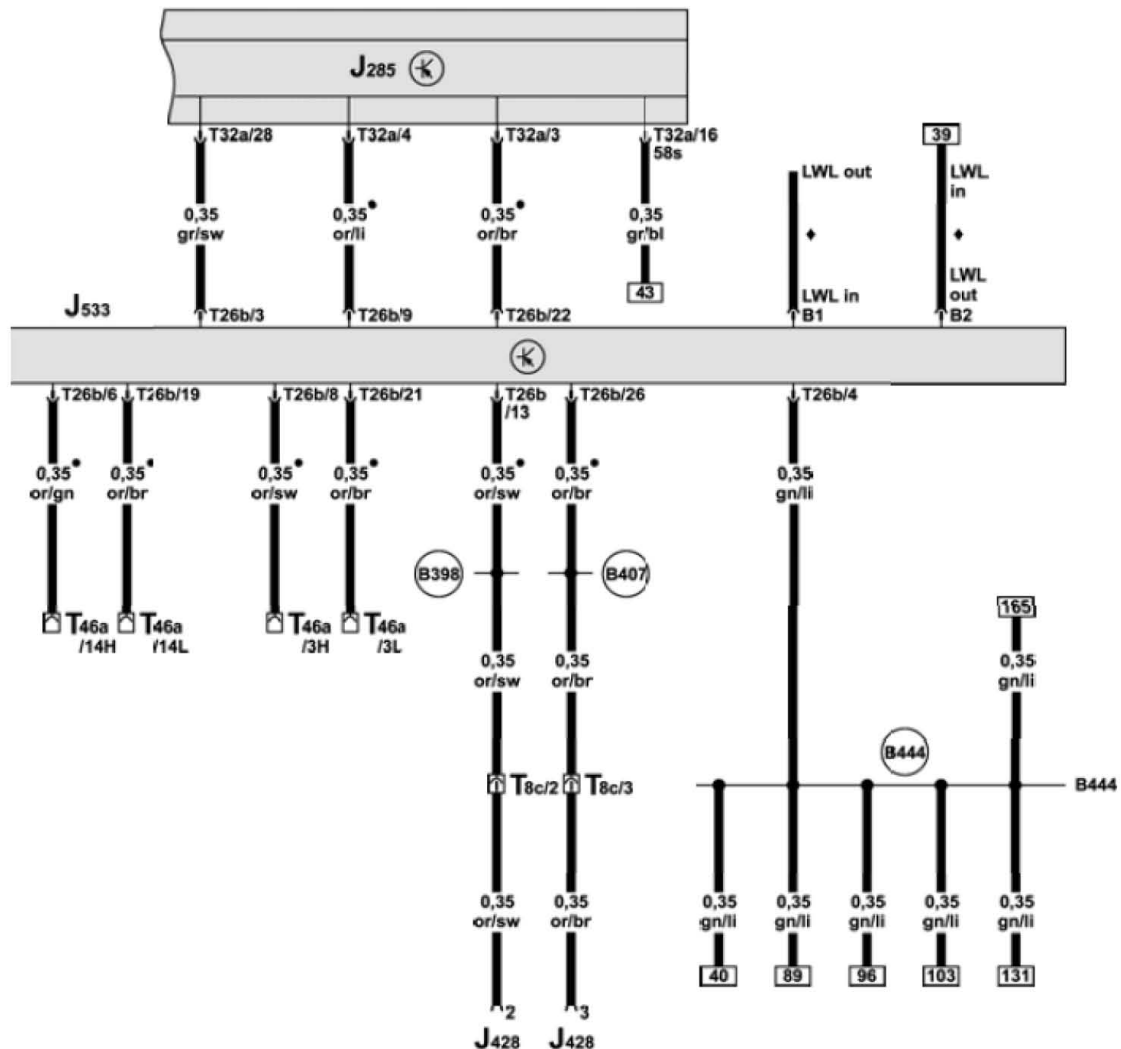 J285
T32a/28 T32a/4 T32a/3 T32a/16
58s
39
LWL out
LWL
in
0,35 0,35 0,35 0,35
gr/sw or/li or/br gr/bl
43
LWL in
LWL
out
J533
T26b/3 T26b/9 T26b/22 B1 B2
T26b/6 T26b/19 T26b/8 T26b/21 T26b
/13 T26b/26 T26b/4
0,35 0,35 0,35 0,35 0,35 0,35 0,35
or/gn or/br or/sw or/br or/sw or/br gn/li
B398 B407
T46a
/14H T46a
/14L T46a
/3H T46a
/3L
165
0,35 0,35 0,35
or/sw or/br gn/li
B444
T8c/2 T8c/3 B444
0,35 0,35 0,35 0,35 0,35 0,35 0,35
or/sw or/br gn/li gn/li gn/li gn/li gn/li
40 89 96 103 131
2 3
J428 J428